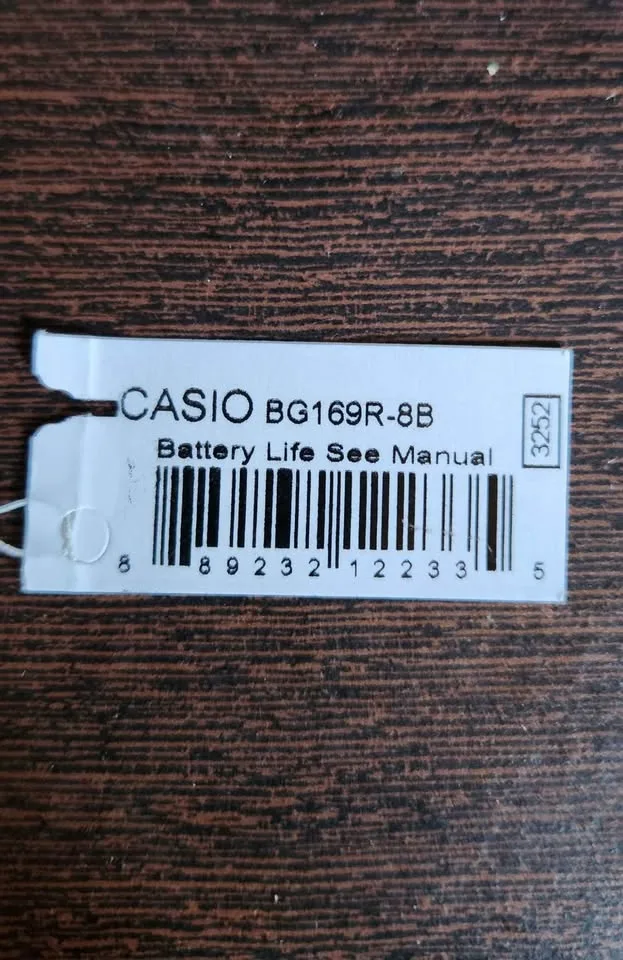 CASIO BG169R-8B
3252
Battery Life See Manual
8 89232 12233 5